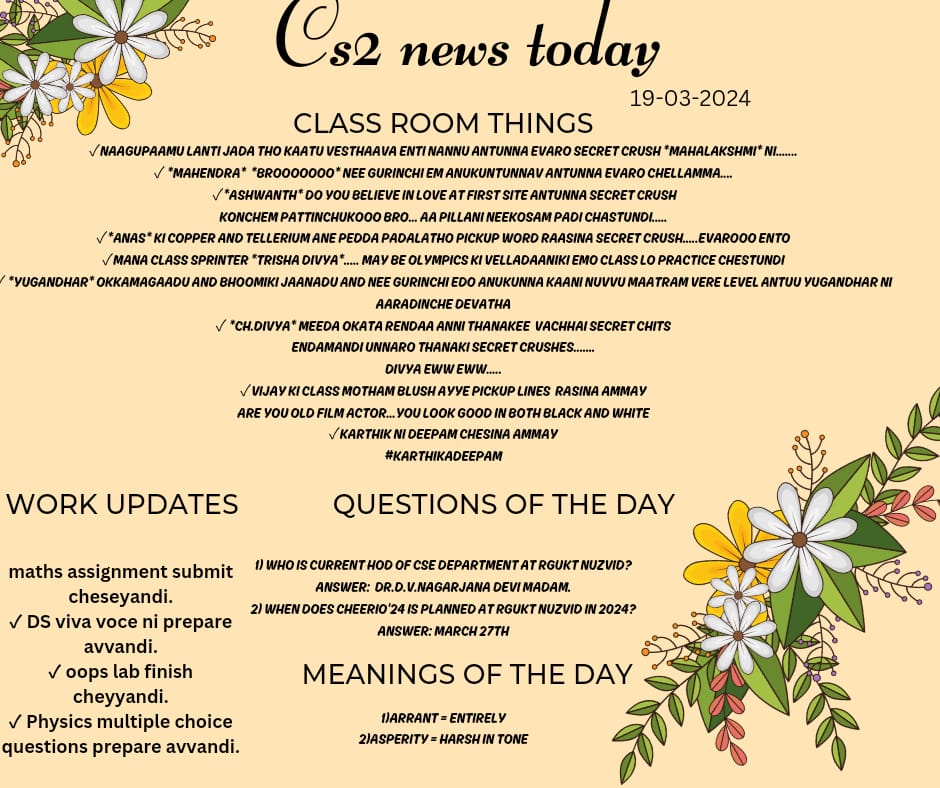 Cs2 news today
19-03-2024
CLASS ROOM THINGS
✓NAAGUPAAMU LANTI JADA THO KAATU VESTHAAVA ENTI NANNU ANTUNNA EVARO SECRET CRUSH *MAHALAKSHMI* NI.......
✓ *MAHENDRA* *BROOOOOOO* NEE GURINCHI EM ANUKUNTUNNAV ANTUNNA EVARO CHELLAMMA....
✓*ASHWANTH* DO YOU BELIEVE IN LOVE AT FIRST SITE ANTUNNA SECRET CRUSH
KONCHEM PATTINCHUKOOO BRO... AA PILLANI NEEKOSAM PADI CHASTUNDI.....
✓*ANAS* KI COPPER AND TELLERIUM ANE PEDDA PADALATHO PICKUP WORD RAASINA SECRET CRUSH.....EVAROOO ENTO
✓MANA CLASS SPRINTER *TRISHA DIVYA*..... MAY BE OLYMPICS KI VELLADAANIKI EMO CLASS LO PRACTICE CHESTUNDI
✓ *YUGANDHAR* OKKAMAGAADU AND BHOOMIKI JAANADU AND NEE GURINCHI EDO ANUKUNNA KAANI NUVVU MAATRAM VERE LEVEL ANTUU YUGANDHAR NI
AARADINCHE DEVATHA
✓ *CH.DIVYA* MEEDA OKATA RENDAA ANNI THANAKEE VACHHAI SECRET CHITS
ENDAMANDI UNNARO THANAKI SECRET CRUSHES.......
DIVYA EWW EWW.....
✓VIJAY KI CLASS MOTHAM BLUSH AYYE PICKUP LINES RASINA AMMAY
ARE YOU OLD FILM ACTOR...YOU LOOK GOOD IN BOTH BLACK AND WHITE
✓KARTHIK NI DEEPAM CHESINA AMMAY
#KARTHIKADEEPAM
WORK UPDATES
maths assignment submit
cheseyandi.
✓ DS viva voce ni prepare
avvandi.
✓ oops lab finish
cheyyandi.
✓ Physics multiple choice
questions prepare avvandi.
QUESTIONS OF THE DAY
1) WHO IS CURRENT HOD OF CSE DEPARTMENT AT RGUKT NUZVID?
ANSWER: DR.D.V.NAGARJANA DEVI MADAM.
2) WHEN DOES CHEERIO'24 IS PLANNED AT RGUKT NUZVID IN 2024?
ANSWER: MARCH 27TH
MEANINGS OF THE DAY
1)ARRANT = ENTIRELY
2)ASPERITY = HARSH IN TONE